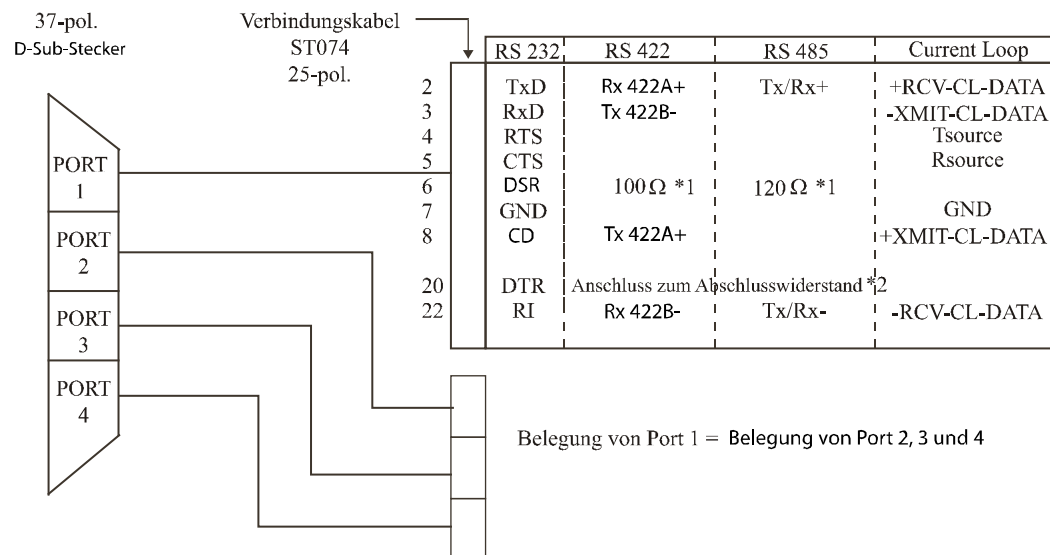 37-pol.
D-Sub-Stecker
Verbindungskabel
ST074
25-pol.
RS 232 RS 422 RS 485 Current Loop
2 TxD Rx 422A+ Tx/Rx+ +RCV-CL-DATA
3 RxD Tx 422B- -XMIT-CL-DATA
4 RTS Tsource
5 CTS Rsource
6 DSR 100Ω *1 120Ω *1
7 GND GND
8 CD Tx 422A+ +XMIT-CL-DATA
20 DTR Anschluss zum Abschlusswiderstand *2
22 RI Rx 422B- Tx/Rx- -RCV-CL-DATA
PORT
1
PORT
2
PORT
3
PORT
4
Belegung von Port 1 = Belegung von Port 2, 3 und 4